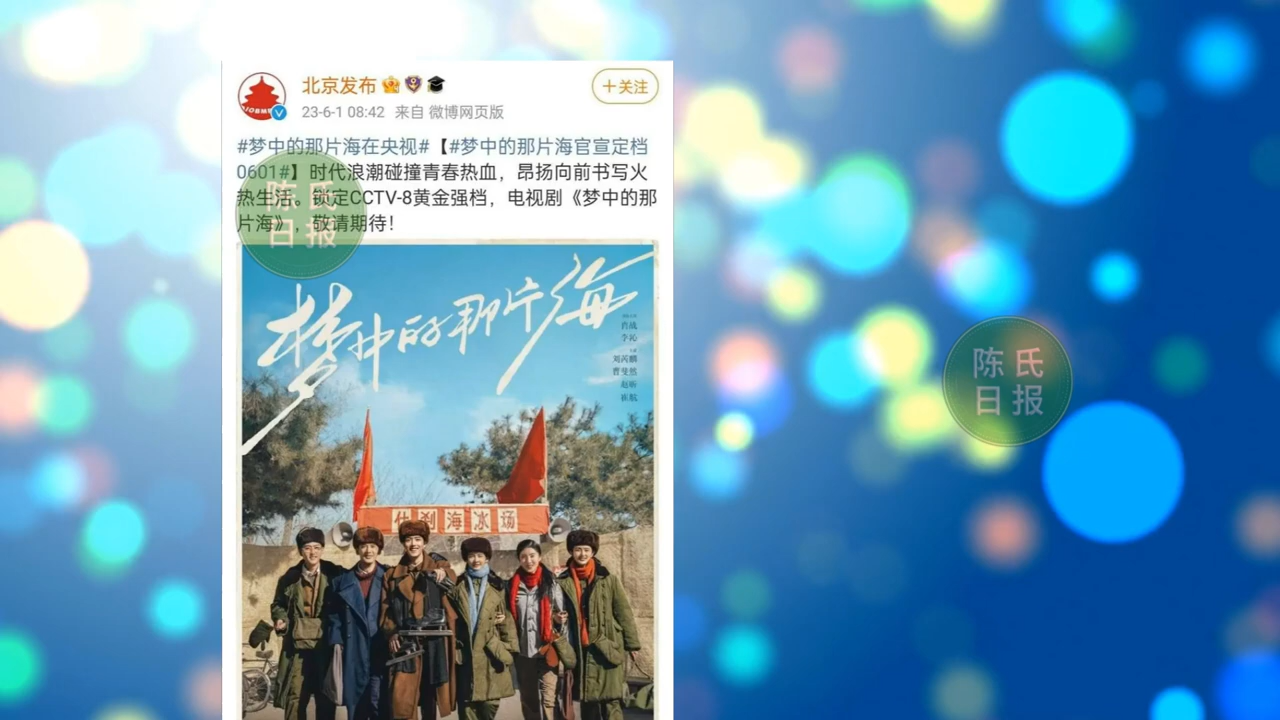 北京发布
+关注
23-6-1 08:42 来自 微博网页版
#梦中的那片海在央视#【#梦中的那片海官宣定档
0601#】时代浪潮碰撞青春热血，昂扬向前书写火
热生活。锁定CCTV-8黄金强档，电视剧《梦中的那
片海》，敬请期待！
陈氏
日报
梦中的那片海
肖战
李沁
刘芮麟
曹斐然
赵昕
崔航
什刹海冰场
陈氏
日报